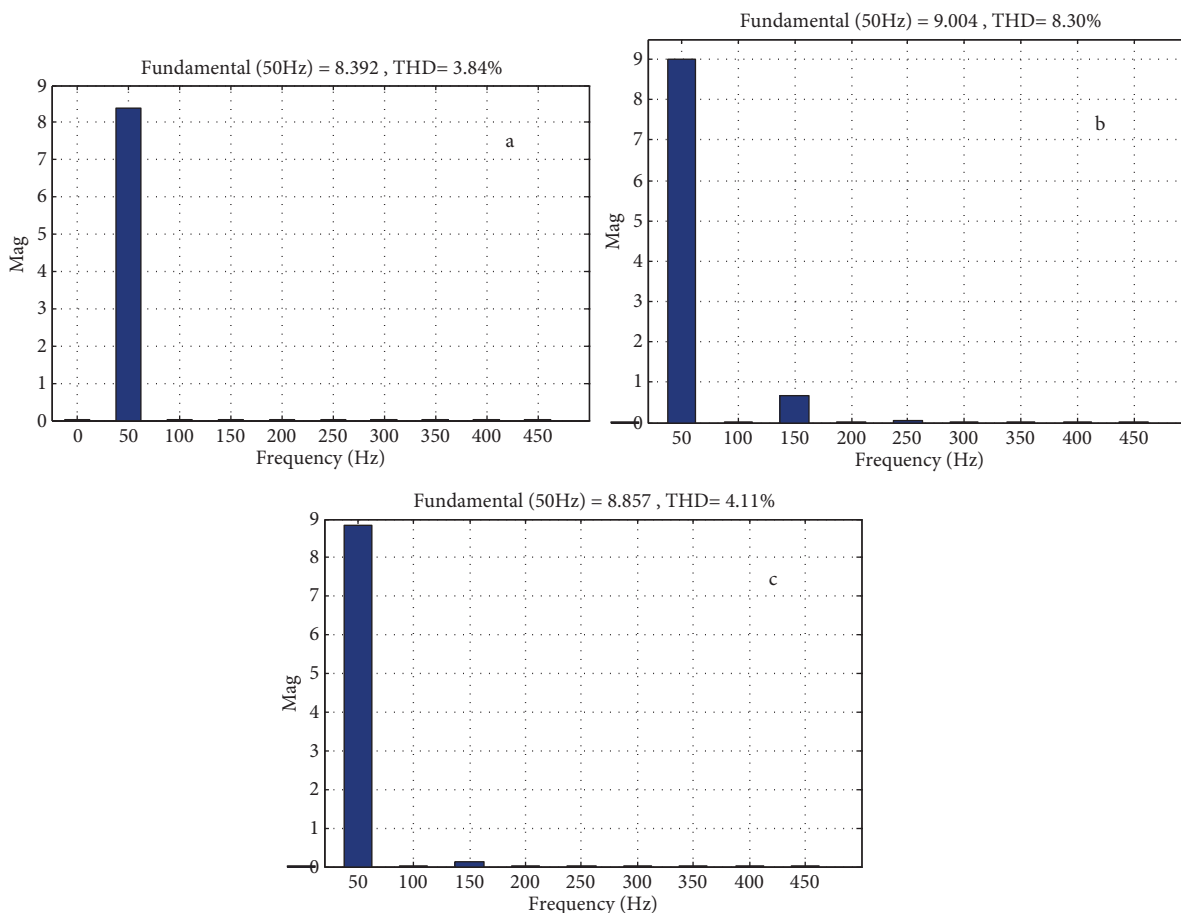 Fundamental (50Hz) = 8.392 , THD= 3.84%
9
8
7
6
5
4
3
2
1
0
Mag
a
0 50 100 150 200 250 300 350 400 450
Frequency (Hz)
Fundamental (50Hz) = 9.004 , THD= 8.30%
9
8
7
6
5
4
3
2
1
0
Mag
b
50 100 150 200 250 300 350 400 450
Frequency (Hz)
Fundamental (50Hz) = 8.857 , THD= 4.11%
9
8
7
6
5
4
3
2
1
0
Mag
c
50 100 150 200 250 300 350 400 450
Frequency (Hz)